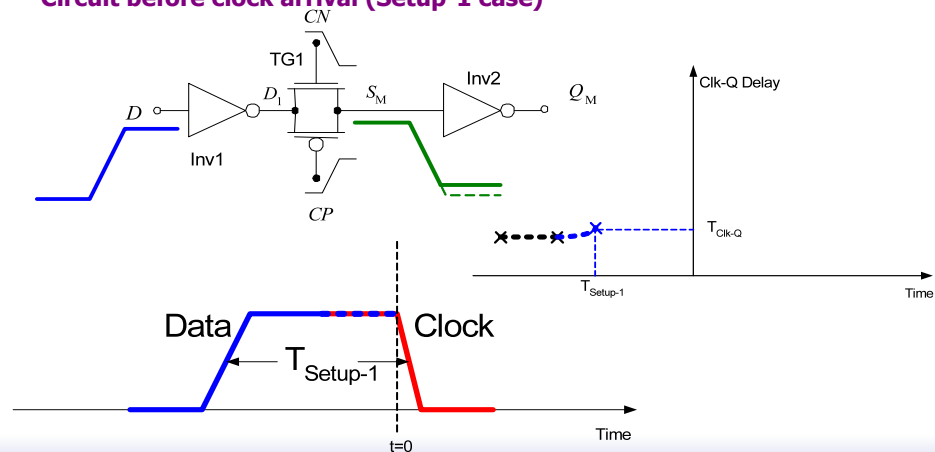 Circuit before clock arrival (Setup-1 case)
CN
TG1
Inv2
Clk-Q Delay
D
D1
SM
QM
Inv1
CP
TClk-Q
TSetup-1
Time
Data
Clock
TSetup-1
Time
t=0